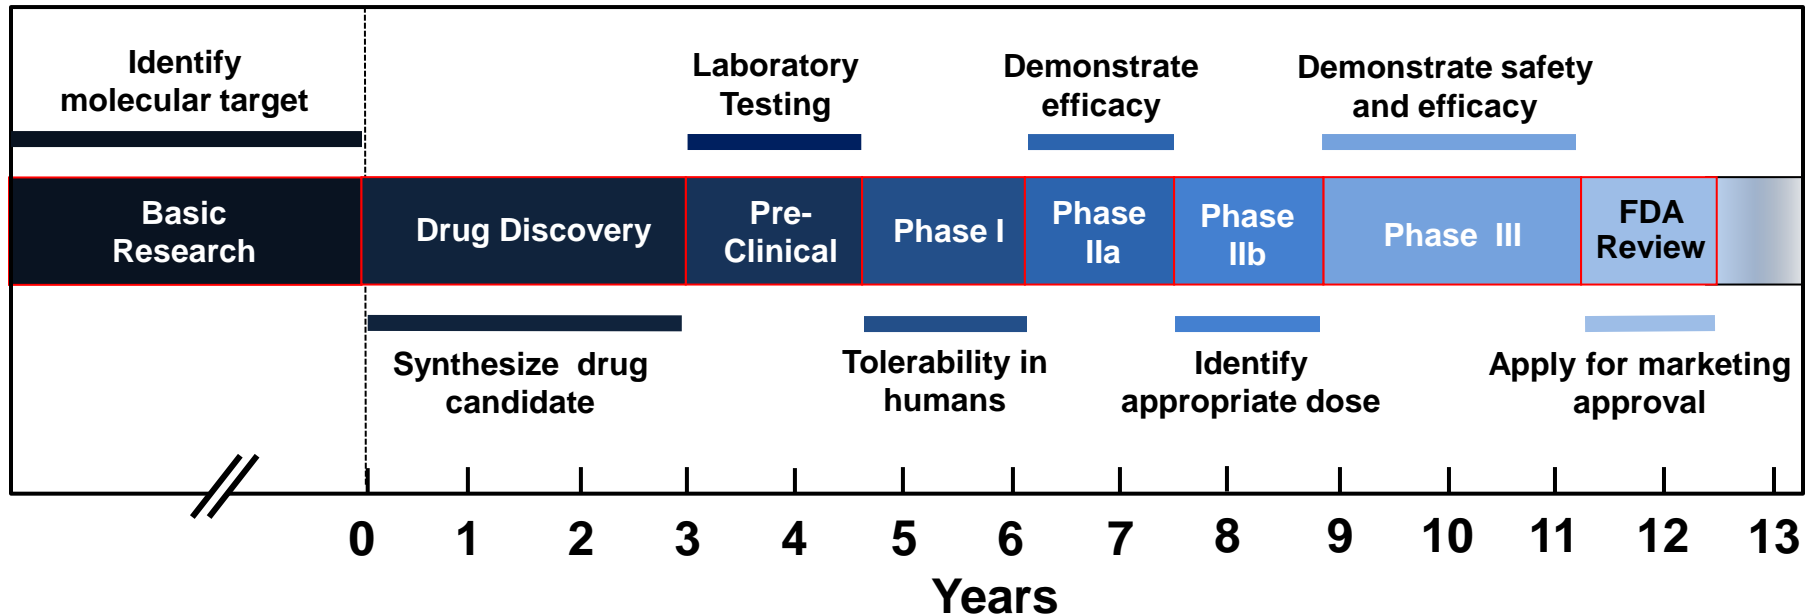 Identify
molecular target
Laboratory
Testing
Demonstrate
efficacy
Demonstrate safety
and efficacy
Basic
Research
Drug Discovery
Pre-
Clinical
Phase I
Phase
IIa
Phase
IIb
Phase III
FDA
Review
Synthesize drug
candidate
Tolerability in
humans
Identify
appropriate dose
Apply for marketing
approval
0 1 2 3 4 5 6 7 8 9 10 11 12 13
Years